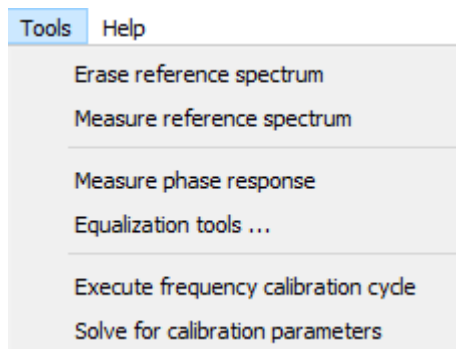 Tools Help
Erase reference spectrum
Measure reference spectrum
Measure phase response
Equalization tools ...
Execute frequency calibration cycle
Solve for calibration parameters